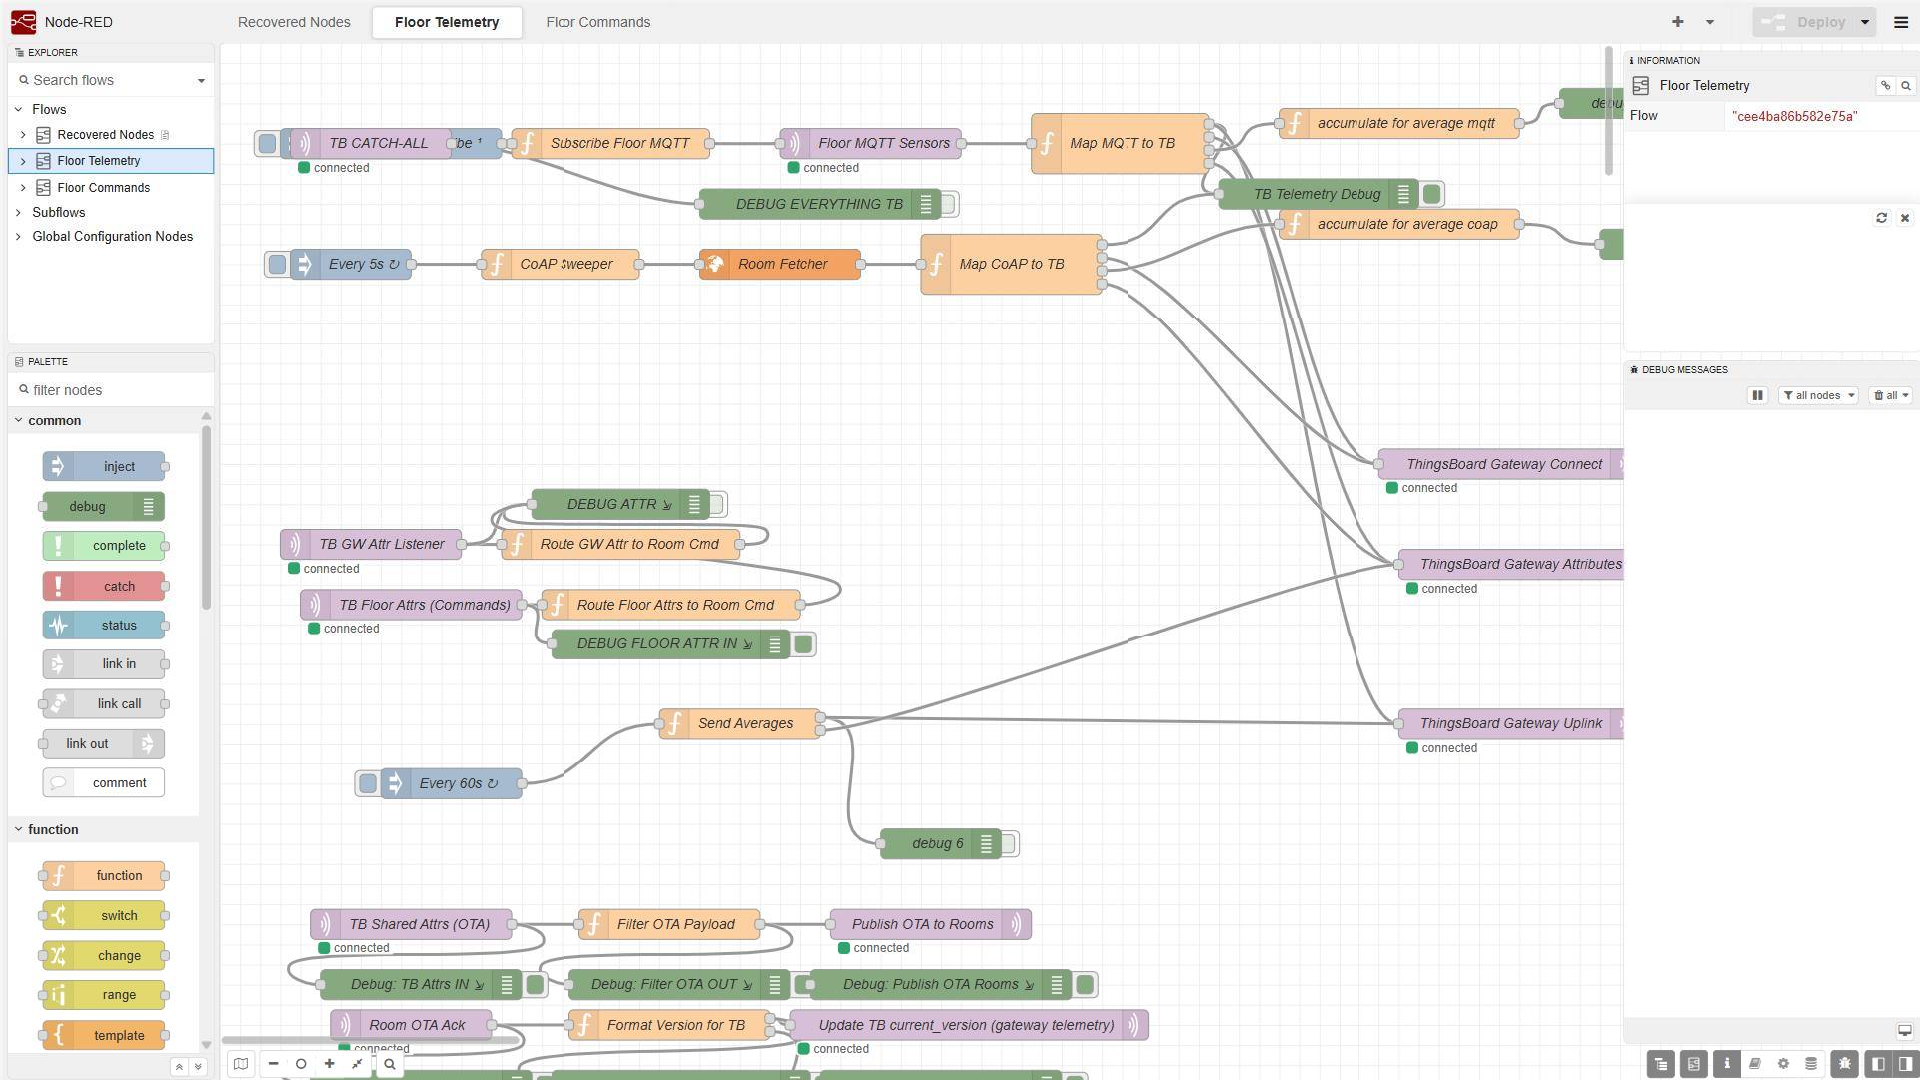 Node-RED
Recovered Nodes
Floor Telemetry
Floor Commands
Deploy
EXPLORER
Search flows
Flows
Recovered Nodes
Floor Telemetry
Floor Commands
Subflows
Global Configuration Nodes
PALETTE
filter nodes
common
inject
debug
complete
catch
status
link in
link call
link out
comment
function
function
switch
change
range
template
TB CATCH-ALL
connected
Subscribe Floor MQTT
Floor MQTT Sensors
connected
Map MQTT to TB
accumulate for average mqtt
DEBUG EVERYTHING TB
TB Telemetry Debug
accumulate for average coap
Every 5s ↻
CoAP Sweeper
Room Fetcher
Map CoAP to TB
ThingsBoard Gateway Connect
connected
DEBUG ATTR ⇲
TB GW Attr Listener
connected
Route GW Attr to Room Cmd
ThingsBoard Gateway Attributes
connected
TB Floor Attrs (Commands)
connected
Route Floor Attrs to Room Cmd
DEBUG FLOOR ATTR IN ⇲
Send Averages
ThingsBoard Gateway Uplink
connected
Every 60s ↻
debug 6
TB Shared Attrs (OTA)
connected
Filter OTA Payload
Publish OTA to Rooms
connected
Debug: TB Attrs IN ⇲
Debug: Filter OTA OUT ⇲
Debug: Publish OTA Rooms ⇲
Room OTA Ack
connected
Format Version for TB
Update TB current_version (gateway telemetry)
connected
INFORMATION
Floor Telemetry
Flow "cee4ba86b582e75a"
DEBUG MESSAGES
all nodes
all